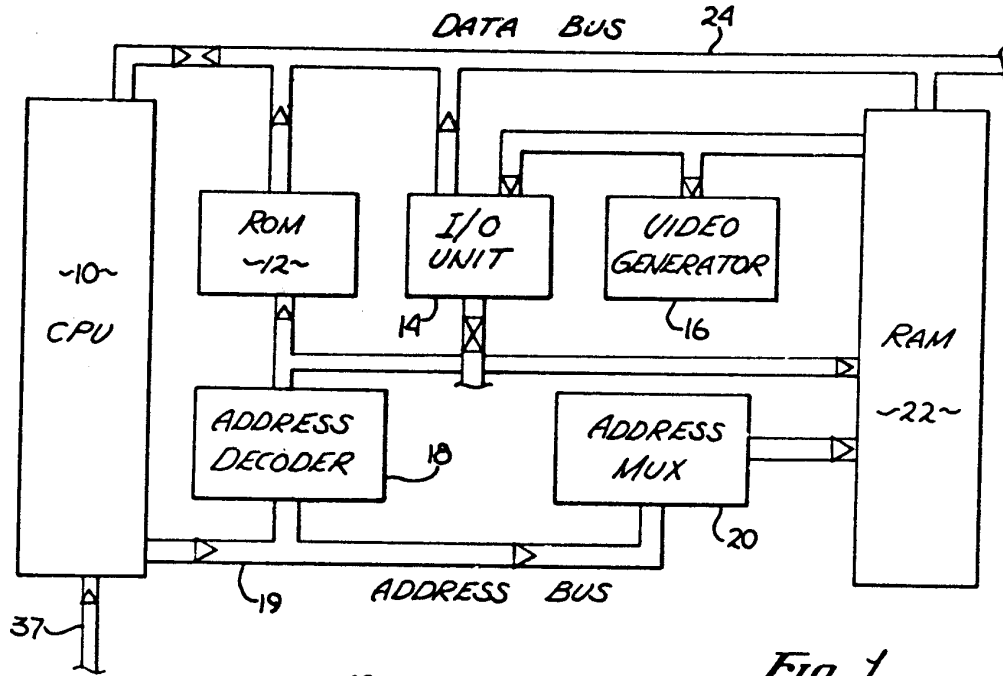 DATA BUS
24
~10~
CPU
ROM
~12~
I/O
UNIT
14
VIDEO
GENERATOR
16
RAM
~22~
ADDRESS
DECODER
18
ADDRESS
MUX
20
19
ADDRESS BUS
37
Fig. 1